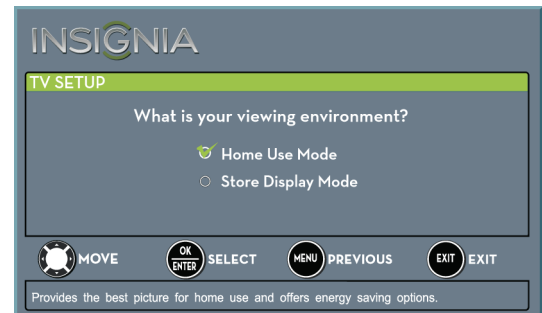 INSIGNIA
TV SETUP
What is your viewing environment?
Home Use Mode
Store Display Mode
MOVE OK ENTER SELECT MENU PREVIOUS EXIT EXIT
Provides the best picture for home use and offers energy saving options.